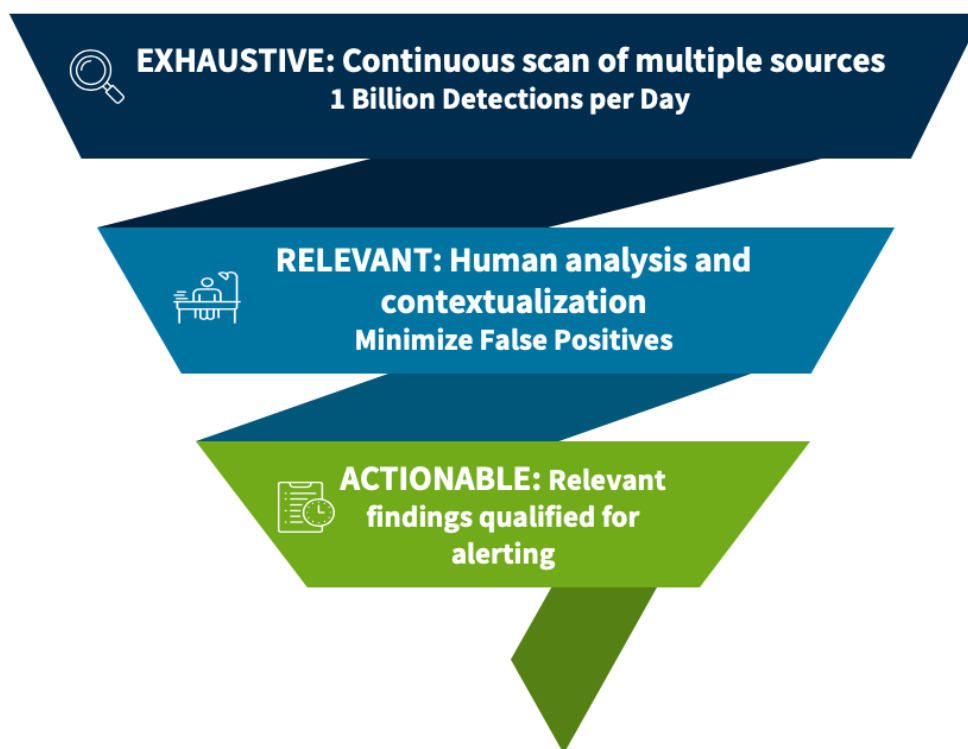 EXHAUSTIVE: Continuous scan of multiple sources
1 Billion Detections per Day
RELEVANT: Human analysis and
contextualization
Minimize False Positives
ACTIONABLE: Relevant
findings qualified for
alerting